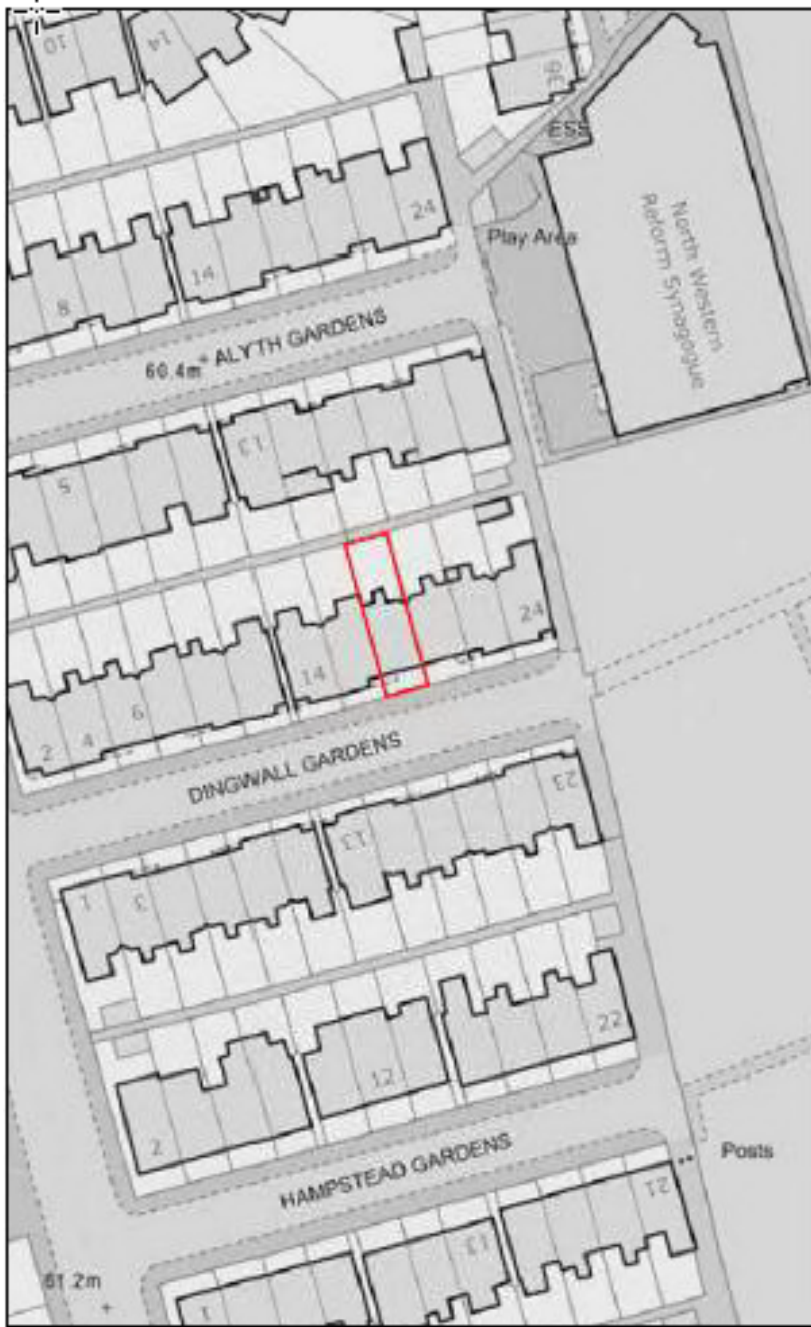 10
14
36
ESS
24
14
8
Play Area
North Western
Reform Synagogue
60.4m
ALYTH GARDENS
13
5
24
14
6
4
2
DINGWALL GARDENS
23
13
3
1
22
12
2
HAMPSTEAD GARDENS
Posts
21
13
61.2m
1